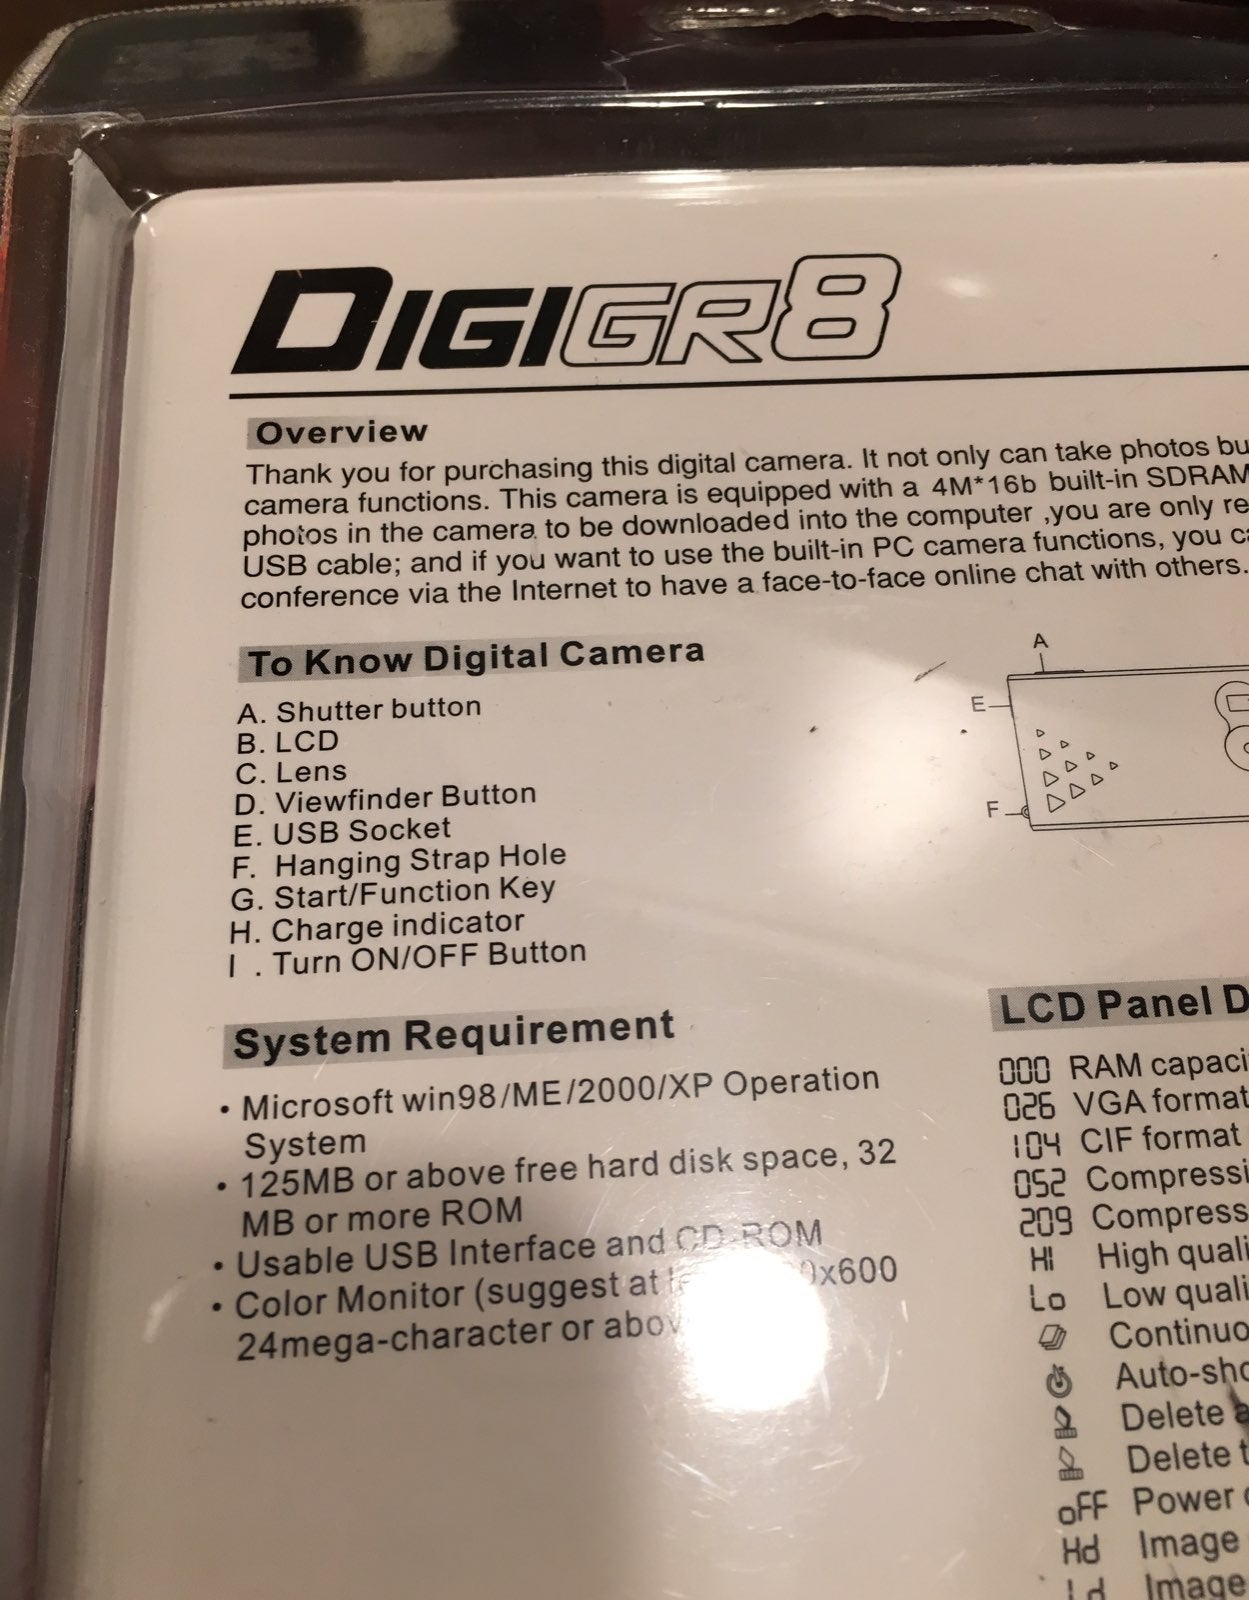 DIGIGR8
Overview
Thank you for purchasing this digital camera. It not only can take photos bu
camera functions. This camera is equipped with a 4M*16b built-in SDRAM
photos in the camera to be downloaded into the computer ,you are only re
USB cable; and if you want to use the built-in PC camera functions, you c
conference via the Internet to have a face-to-face online chat with others.
To Know Digital Camera
A. Shutter button
B. LCD
C. Lens
D. Viewfinder Button
E. USB Socket
F. Hanging Strap Hole
G. Start/Function Key
H. Charge indicator
I . Turn ON/OFF Button
A
E
F
System Requirement
• Microsoft win98/ME/2000/XP Operation
System
• 125MB or above free hard disk space, 32
MB or more ROM
• Usable USB Interface and CD-ROM
• Color Monitor (suggest at x600
24mega-character or abov
LCD Panel D
000 RAM capaci
026 VGA format
104 CIF format
052 Compressi
209 Compress
HI High quali
Lo Low quali
Continuo
Auto-sho
Delete a
Delete t
oFF Power
Hd Image
Ld Image